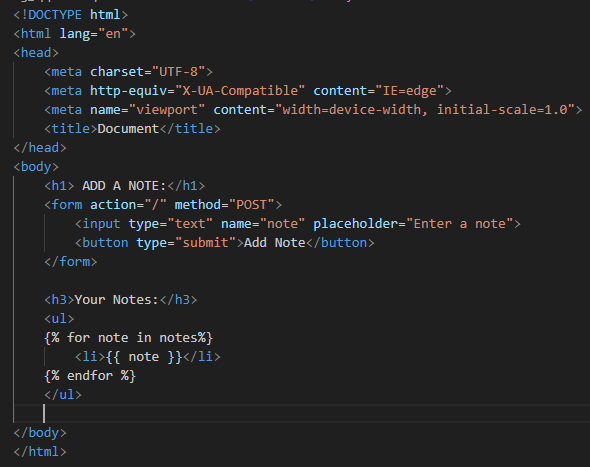 <!DOCTYPE html>
<html lang="en">
<head>
    <meta charset="UTF-8">
    <meta http-equiv="X-UA-Compatible" content="IE=edge">
    <meta name="viewport" content="width=device-width, initial-scale=1.0">
    <title>Document</title>
</head>
<body>
    <h1> ADD A NOTE:</h1>
    <form action="/" method="POST">
        <input type="text" name="note" placeholder="Enter a note">
        <button type="submit">Add Note</button>
    </form>

    <h3>Your Notes:</h3>
    <ul>
    {% for note in notes%}
        <li>{{ note }}</li>
    {% endfor %}
    </ul>

</body>
</html>